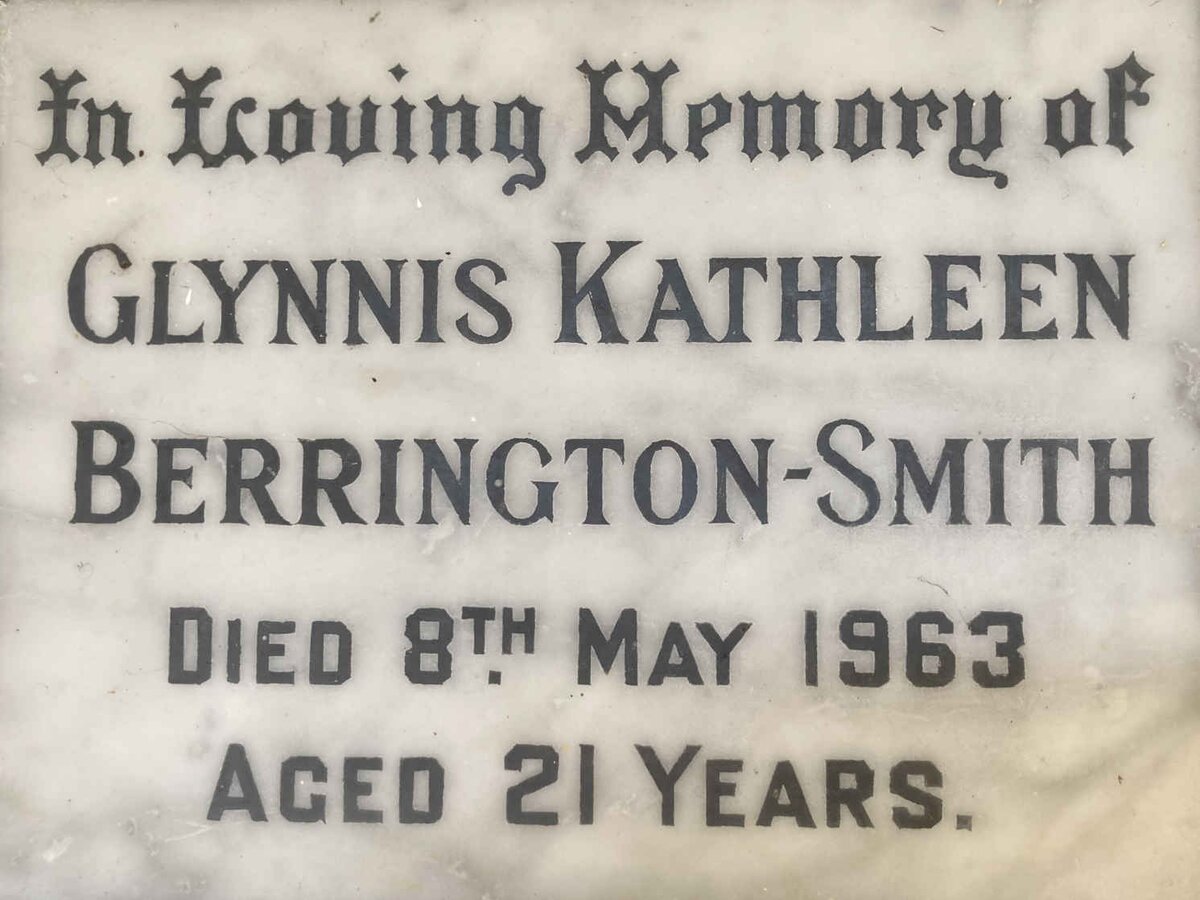 In Loving Memory of
GLYNNIS KATHLEEN
BERRINGTON-SMITH
DIED 8TH. MAY 1963
AGED 21 YEARS.